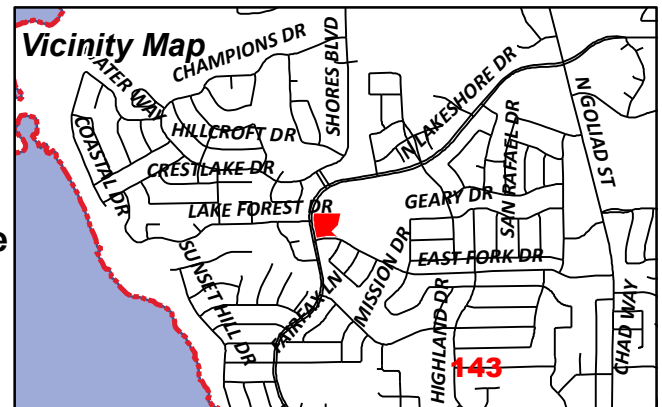 Vicinity Map
CHAMPIONS DR
SHORES BLVD
N LAKESHORE DR
N GOLIAD ST
COASTAL DR
HILLCROFT DR
CRESTLAKE DR
LAKE FOREST DR
GEARY DR
SAN RAFAEL DR
EAST FORK DR
SUNSET HILL DR
FAIRFAX LN
MISSION DR
HIGHLAND DR
143
CHAD WAY
e